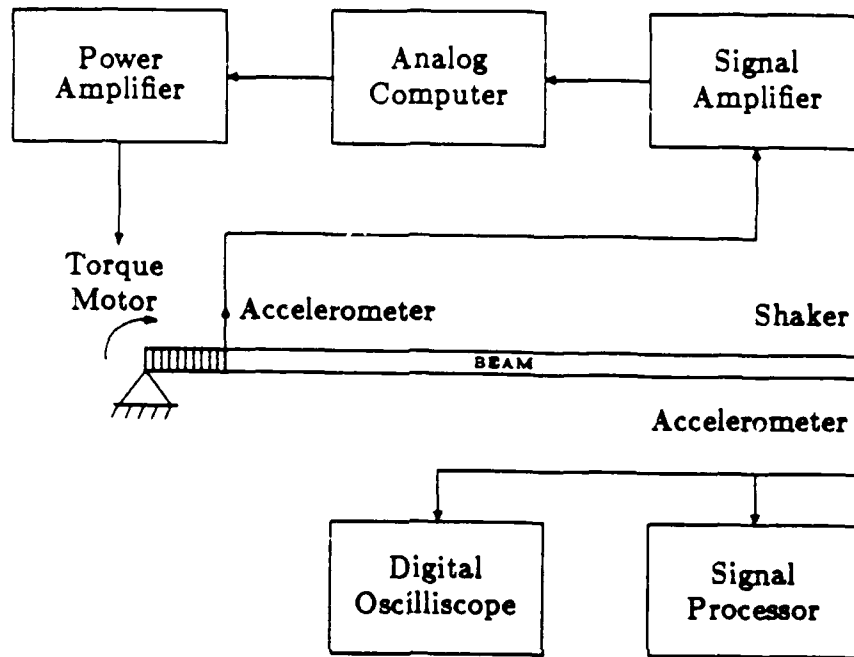 Power
Amplifier
Analog
Computer
Signal
Amplifier
Torque
Motor
Accelerometer
Shaker
BEAM
Accelerometer
Digital
Oscilliscope
Signal
Processor